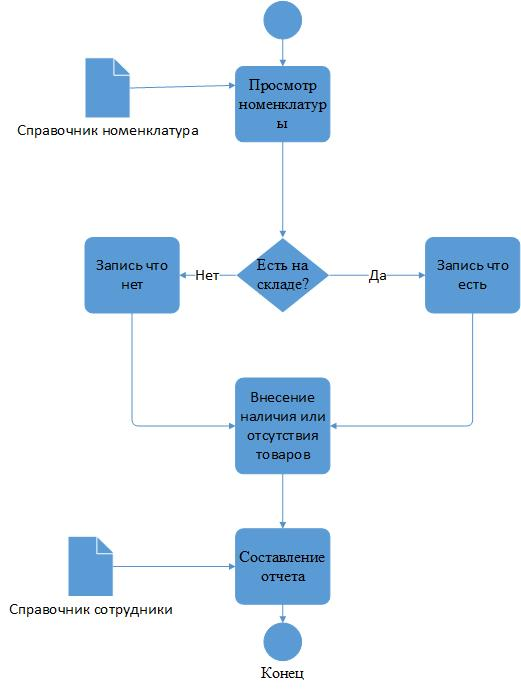 Просмотр
номенклатур
ы
Справочник номенклатура
Запись что
нет
Нет
Есть на
складе?
Да
Запись что
есть
Внесение
наличия или
отсутствия
товаров
Составление
отчета
Справочник сотрудники
Конец